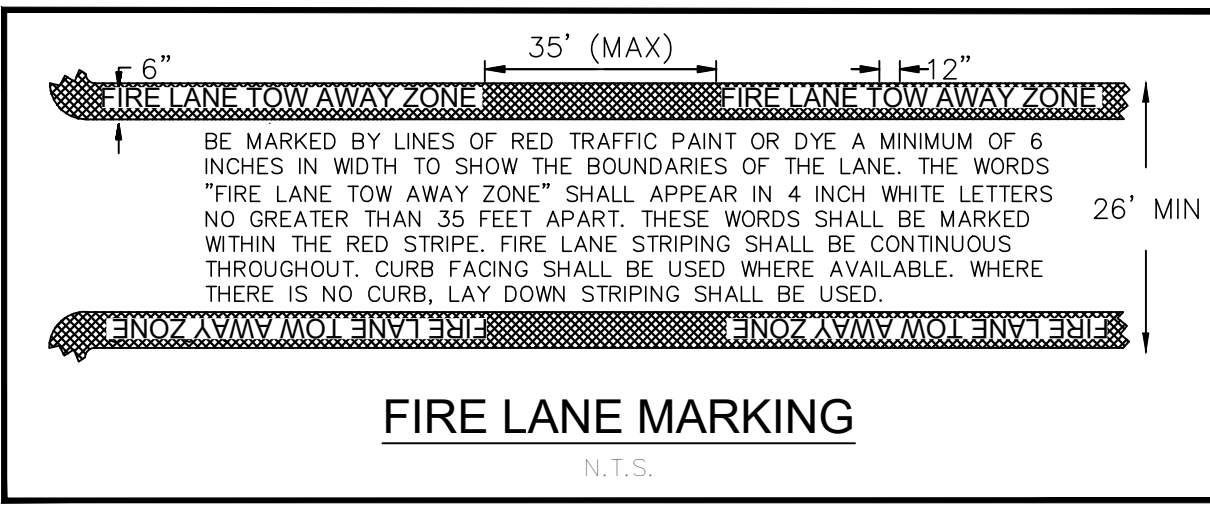 35' (MAX)
6"
12"
FIRE LANE TOW AWAY ZONE
FIRE LANE TOW AWAY ZONE
BE MARKED BY LINES OF RED TRAFFIC PAINT OR DYE A MINIMUM OF 6
INCHES IN WIDTH TO SHOW THE BOUNDARIES OF THE LANE. THE WORDS
"FIRE LANE TOW AWAY ZONE" SHALL APPEAR IN 4 INCH WHITE LETTERS
NO GREATER THAN 35 FEET APART. THESE WORDS SHALL BE MARKED
WITHIN THE RED STRIPE. FIRE LANE STRIPING SHALL BE CONTINUOUS
THROUGHOUT. CURB FACING SHALL BE USED WHERE AVAILABLE. WHERE
THERE IS NO CURB, LAY DOWN STRIPING SHALL BE USED.
26' MIN
FIRE LANE TOW AWAY ZONE
FIRE LANE TOW AWAY ZONE
FIRE LANE MARKING
N.T.S.